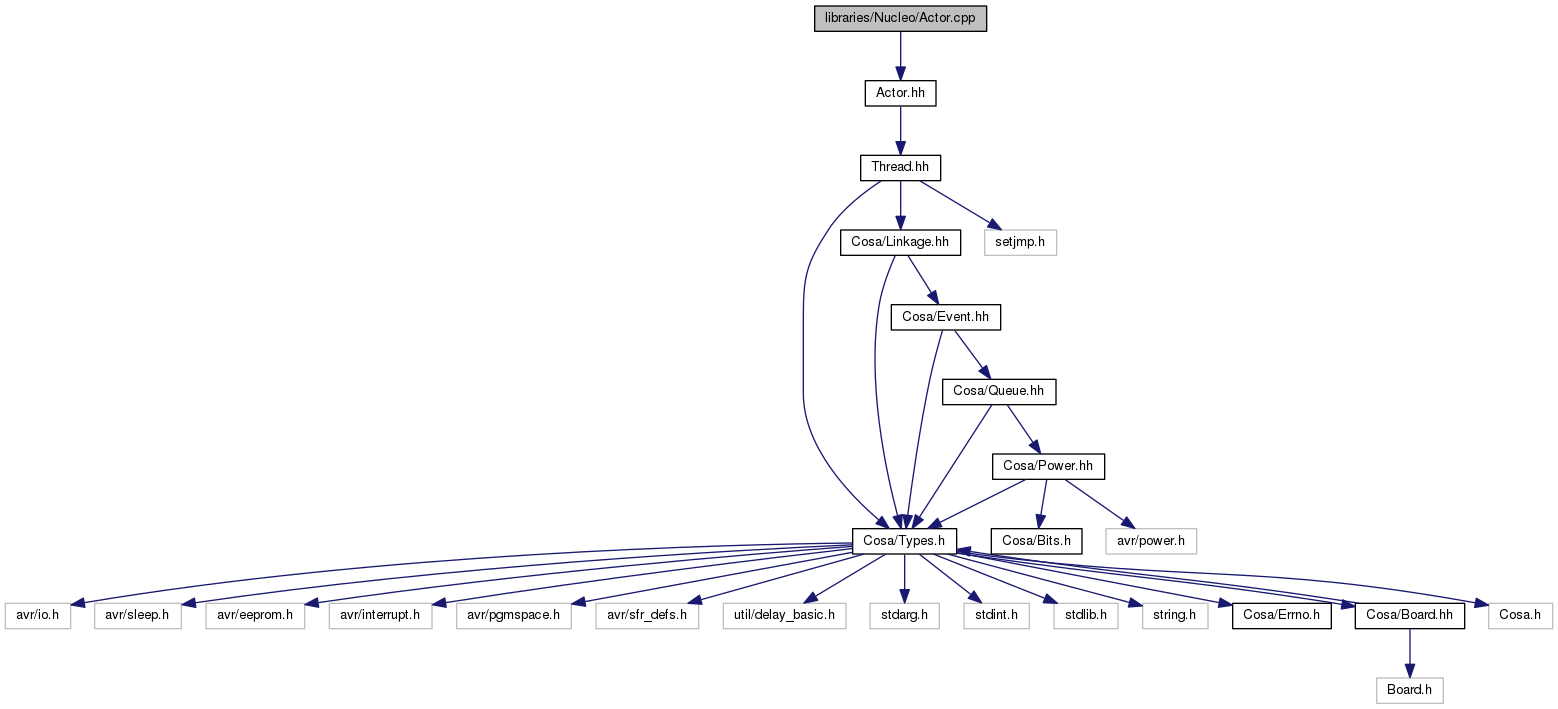 libraries/Nucleo/Actor.cpp
Actor.hh
Thread.hh
Cosa/Linkage.hh
setjmp.h
Cosa/Event.hh
Cosa/Queue.hh
Cosa/Power.hh
Cosa/Types.h
Cosa/Bits.h
avr/power.h
avr/io.h
avr/sleep.h
avr/eeprom.h
avr/interrupt.h
avr/pgmspace.h
avr/sfr_defs.h
util/delay_basic.h
stdarg.h
stdint.h
stdlib.h
string.h
Cosa/Errno.h
Cosa/Board.hh
Cosa.h
Board.h